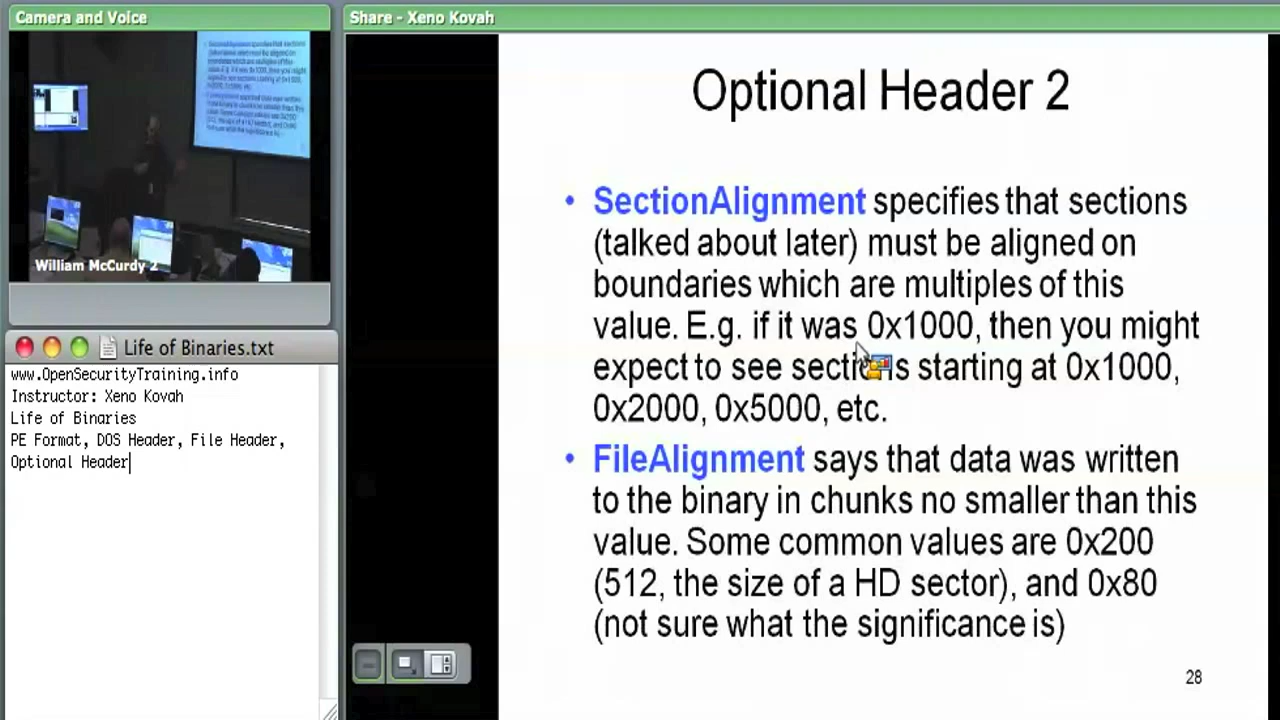 Camera and Voice
William McCurdy 2
Life of Binaries.txt
www.OpenSecurityTraining.info
Instructor: Xeno Kovah
Life of Binaries
PE Format, DOS Header, File Header,
Optional Header
Share - Xeno Kovah
Optional Header 2
• SectionAlignment specifies that sections
(talked about later) must be aligned on
boundaries which are multiples of this
value. E.g. if it was 0x1000, then you might
expect to see sections starting at 0x1000,
0x2000, 0x5000, etc.
• FileAlignment says that data was written
to the binary in chunks no smaller than this
value. Some common values are 0x200
(512, the size of a HD sector), and 0x80
(not sure what the significance is)
28